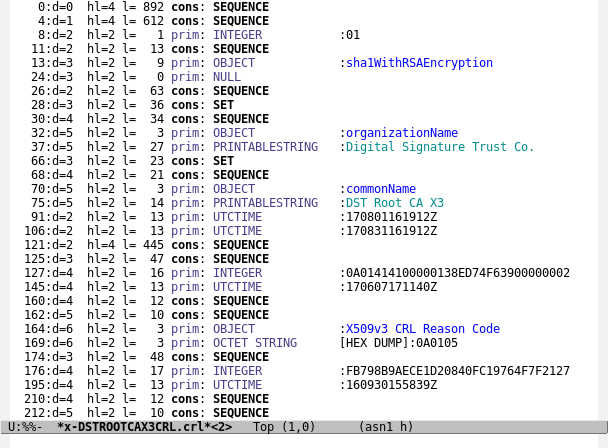 0:d=0 hl=4 l= 892 cons: SEQUENCE
4:d=1 hl=4 l= 612 cons: SEQUENCE
8:d=2 hl=2 l= 1 prim: INTEGER :01
11:d=2 hl=2 l= 13 cons: SEQUENCE
13:d=3 hl=2 l= 9 prim: OBJECT :sha1WithRSAEncryption
24:d=3 hl=2 l= 0 prim: NULL
26:d=2 hl=2 l= 63 cons: SEQUENCE
28:d=3 hl=2 l= 36 cons: SET
30:d=4 hl=2 l= 34 cons: SEQUENCE
32:d=5 hl=2 l= 3 prim: OBJECT :organizationName
37:d=5 hl=2 l= 27 prim: PRINTABLESTRING :Digital Signature Trust Co.
66:d=3 hl=2 l= 23 cons: SET
68:d=4 hl=2 l= 21 cons: SEQUENCE
70:d=5 hl=2 l= 3 prim: OBJECT :commonName
75:d=5 hl=2 l= 14 prim: PRINTABLESTRING :DST Root CA X3
91:d=2 hl=2 l= 13 prim: UTCTIME :170801161912Z
106:d=2 hl=2 l= 13 prim: UTCTIME :170831161912Z
121:d=2 hl=4 l= 445 cons: SEQUENCE
125:d=3 hl=2 l= 47 cons: SEQUENCE
127:d=4 hl=2 l= 16 prim: INTEGER :0A01414100000138ED74F63900000002
145:d=4 hl=2 l= 13 prim: UTCTIME :170607171140Z
160:d=4 hl=2 l= 12 cons: SEQUENCE
162:d=5 hl=2 l= 10 cons: SEQUENCE
164:d=6 hl=2 l= 3 prim: OBJECT :X509v3 CRL Reason Code
169:d=6 hl=2 l= 3 prim: OCTET STRING [HEX DUMP]:0A0105
174:d=3 hl=2 l= 48 cons: SEQUENCE
176:d=4 hl=2 l= 17 prim: INTEGER :FB798B9AECE1D20840FC19764F7F2127
195:d=4 hl=2 l= 13 prim: UTCTIME :160930155839Z
210:d=4 hl=2 l= 12 cons: SEQUENCE
212:d=5 hl=2 l= 10 cons: SEQUENCE
U:%%- *x-DSTROOTCAX3CRL.crl*<2> Top (1,0) (asn1 h)